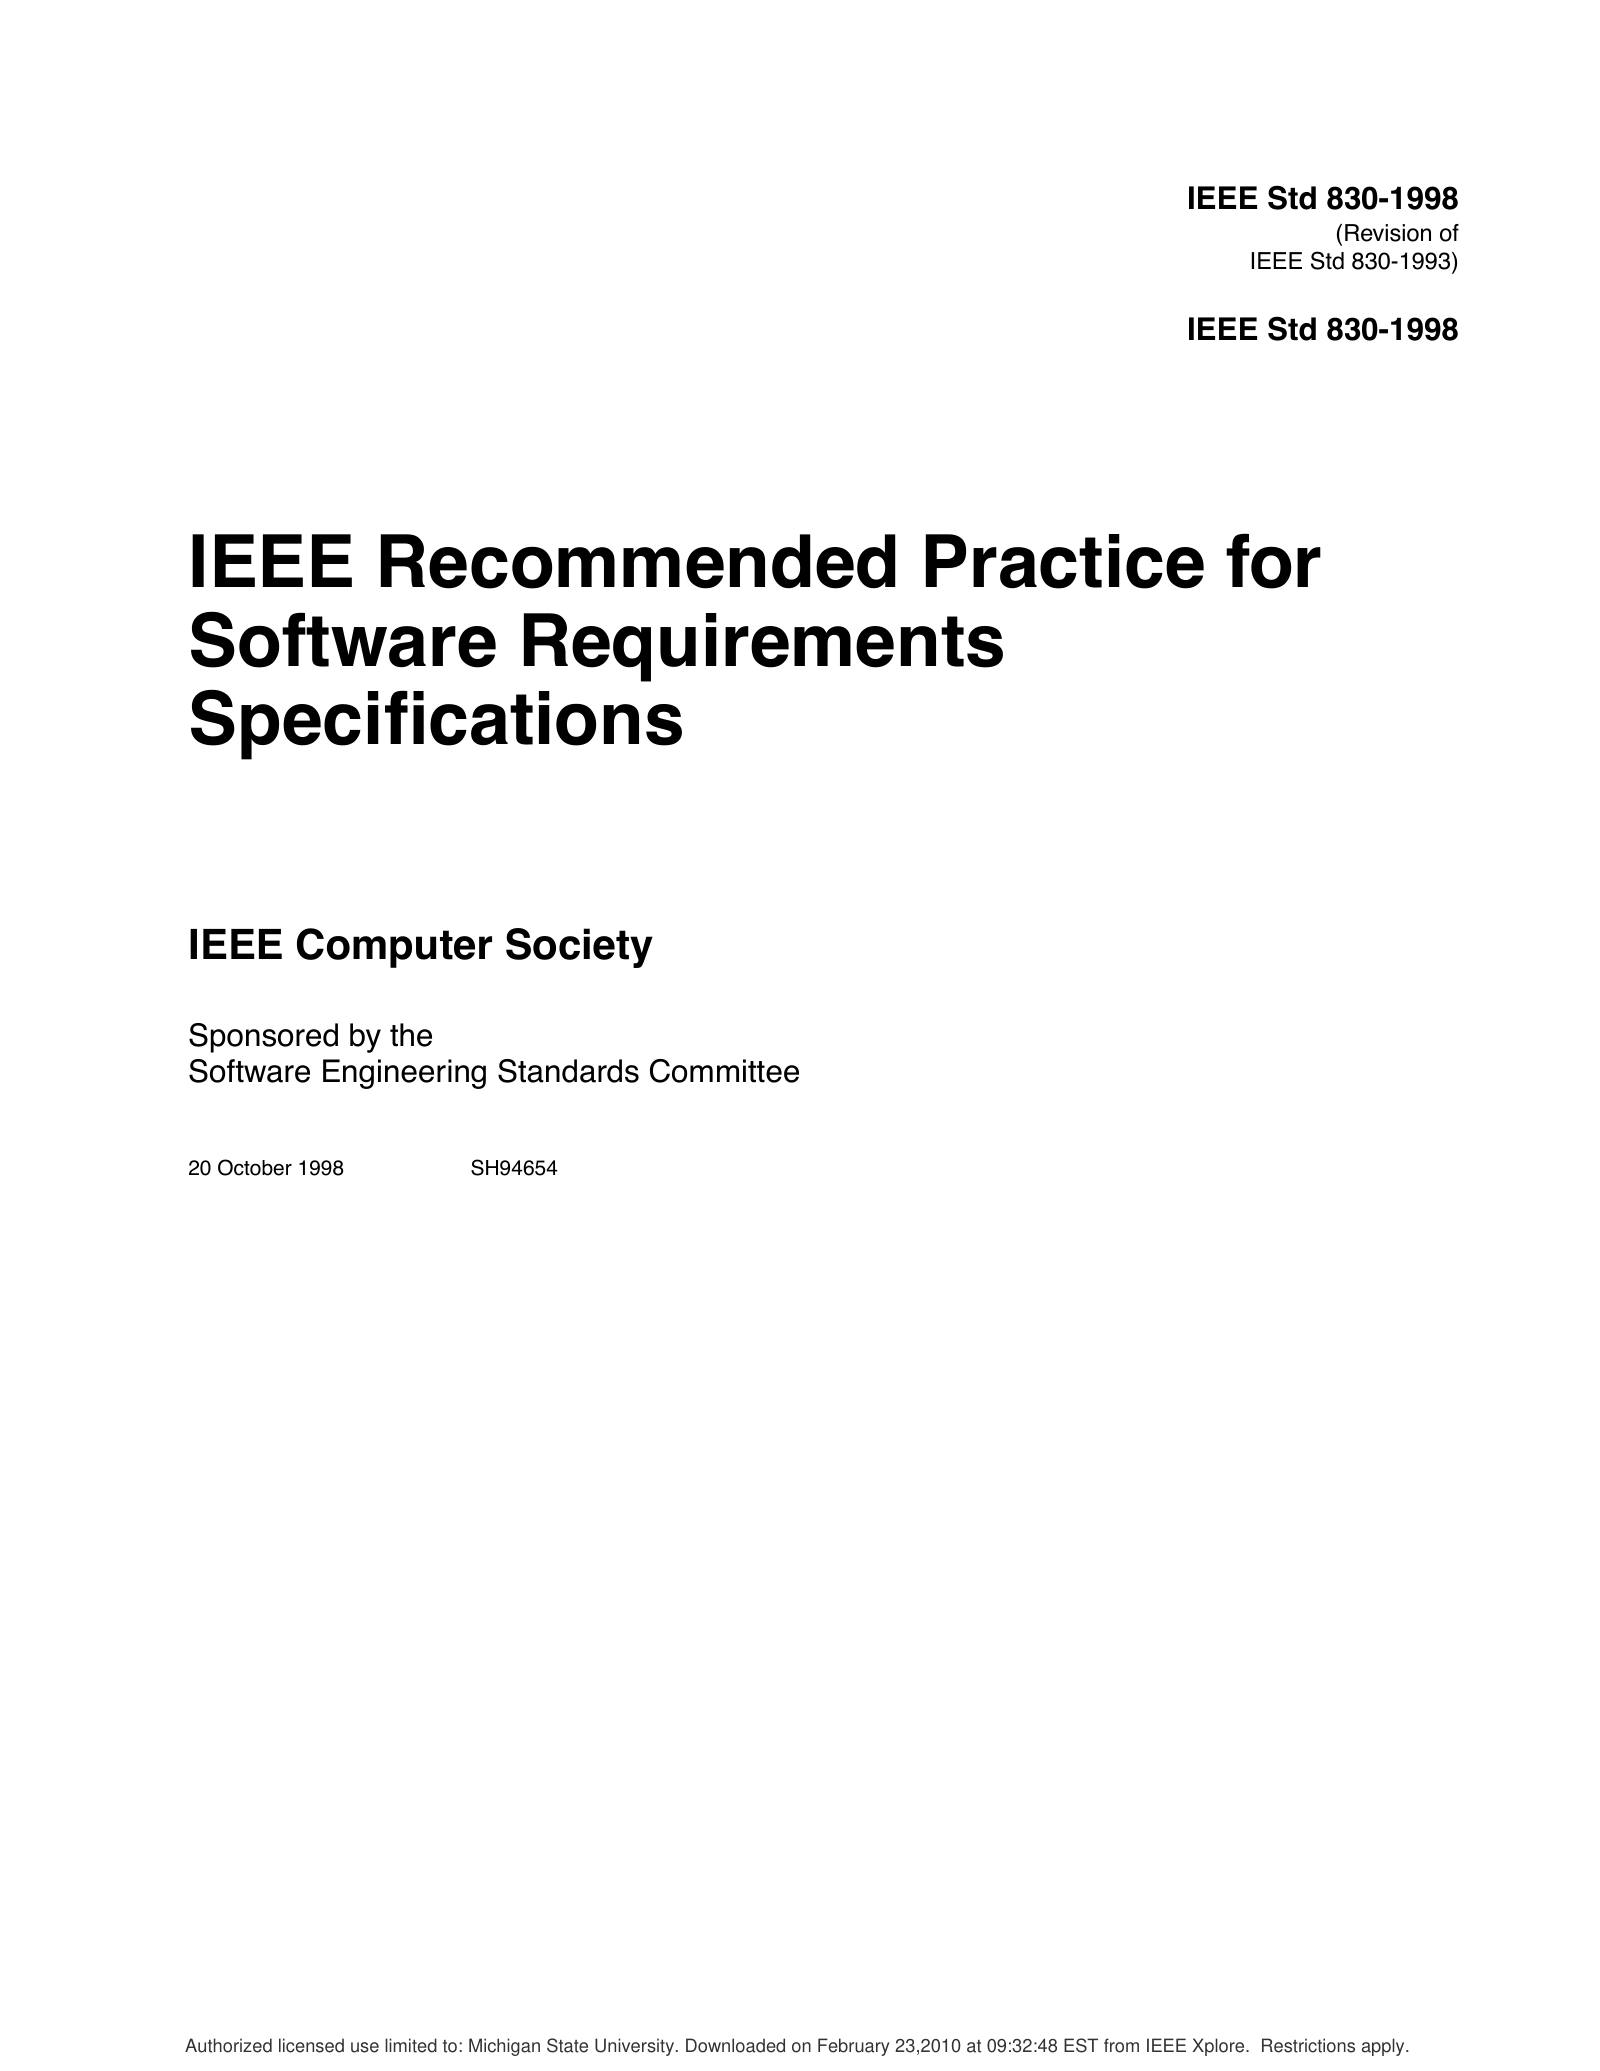 IEEE Std 830-1998
(Revision of
IEEE Std 830-1993)
IEEE Std 830-1998
IEEE Recommended Practice for
Software Requirements
Specifications
IEEE Computer Society
Sponsored by the
Software Engineering Standards Committee
20 October 1998 SH94654
Authorized licensed use limited to: Michigan State University. Downloaded on February 23,2010 at 09:32:48 EST from IEEE Xplore. Restrictions apply.